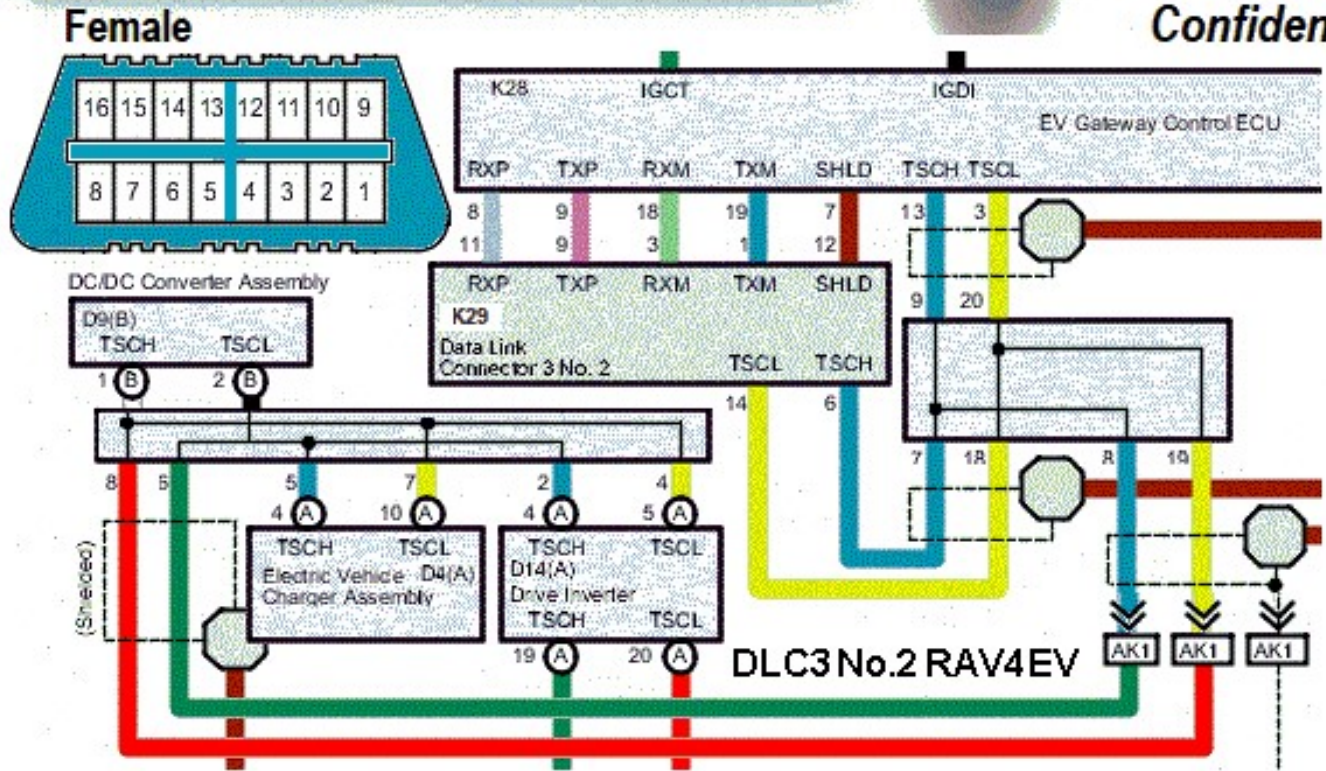 Female
Confiden
16 15 14 13 12 11 10 9
8 7 6 5 4 3 2 1
K28 IGCT IGDI
EV Gateway Control ECU
RXP TXP RXM TXM SHLD TSCH TSCL
8 9 18 19 7 13 3
11 9 3 1 12
RXP TXP RXM TXM SHLD
9 20
K29
Data Link
Connector 3 No. 2
TSCL TSCH
14 6
7 18 8 19
DC/DC Converter Assembly
D9(B)
TSCH TSCL
1 B 2 B
8 6 5 7 2 4
4 A 10 A 4 A 5 A
(Shielded)
TSCH TSCL
Electric Vehicle D4(A)
Charger Assembly
TSCH TSCL
D14(A)
Drive Inverter
TSCH TSCL
19 A 20 A
DLC3 No.2 RAV4EV
AK1 AK1 AK1